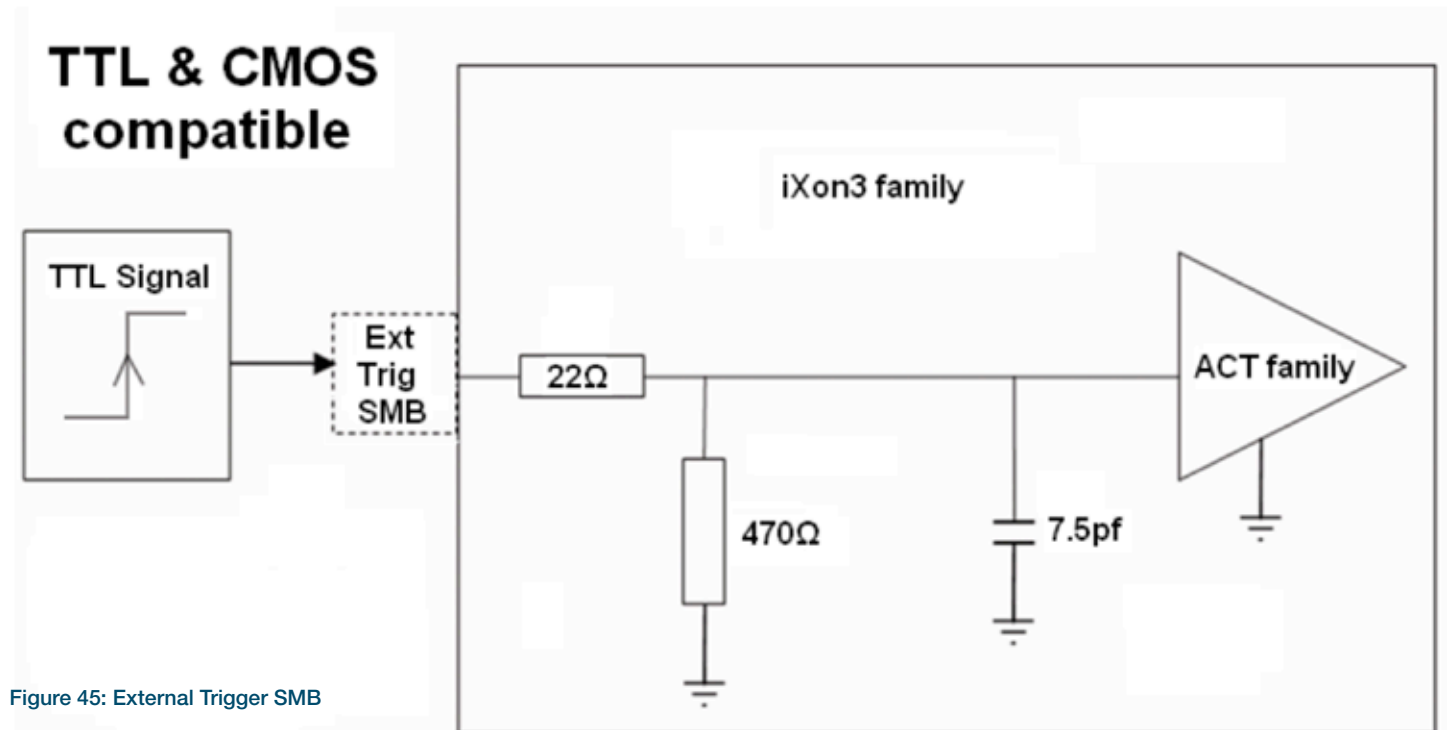 TTL & CMOS
compatible
iXon3 family
TTL Signal
Ext
Trig
SMB
22Ω
ACT family
470Ω
7.5pf
Figure 45: External Trigger SMB